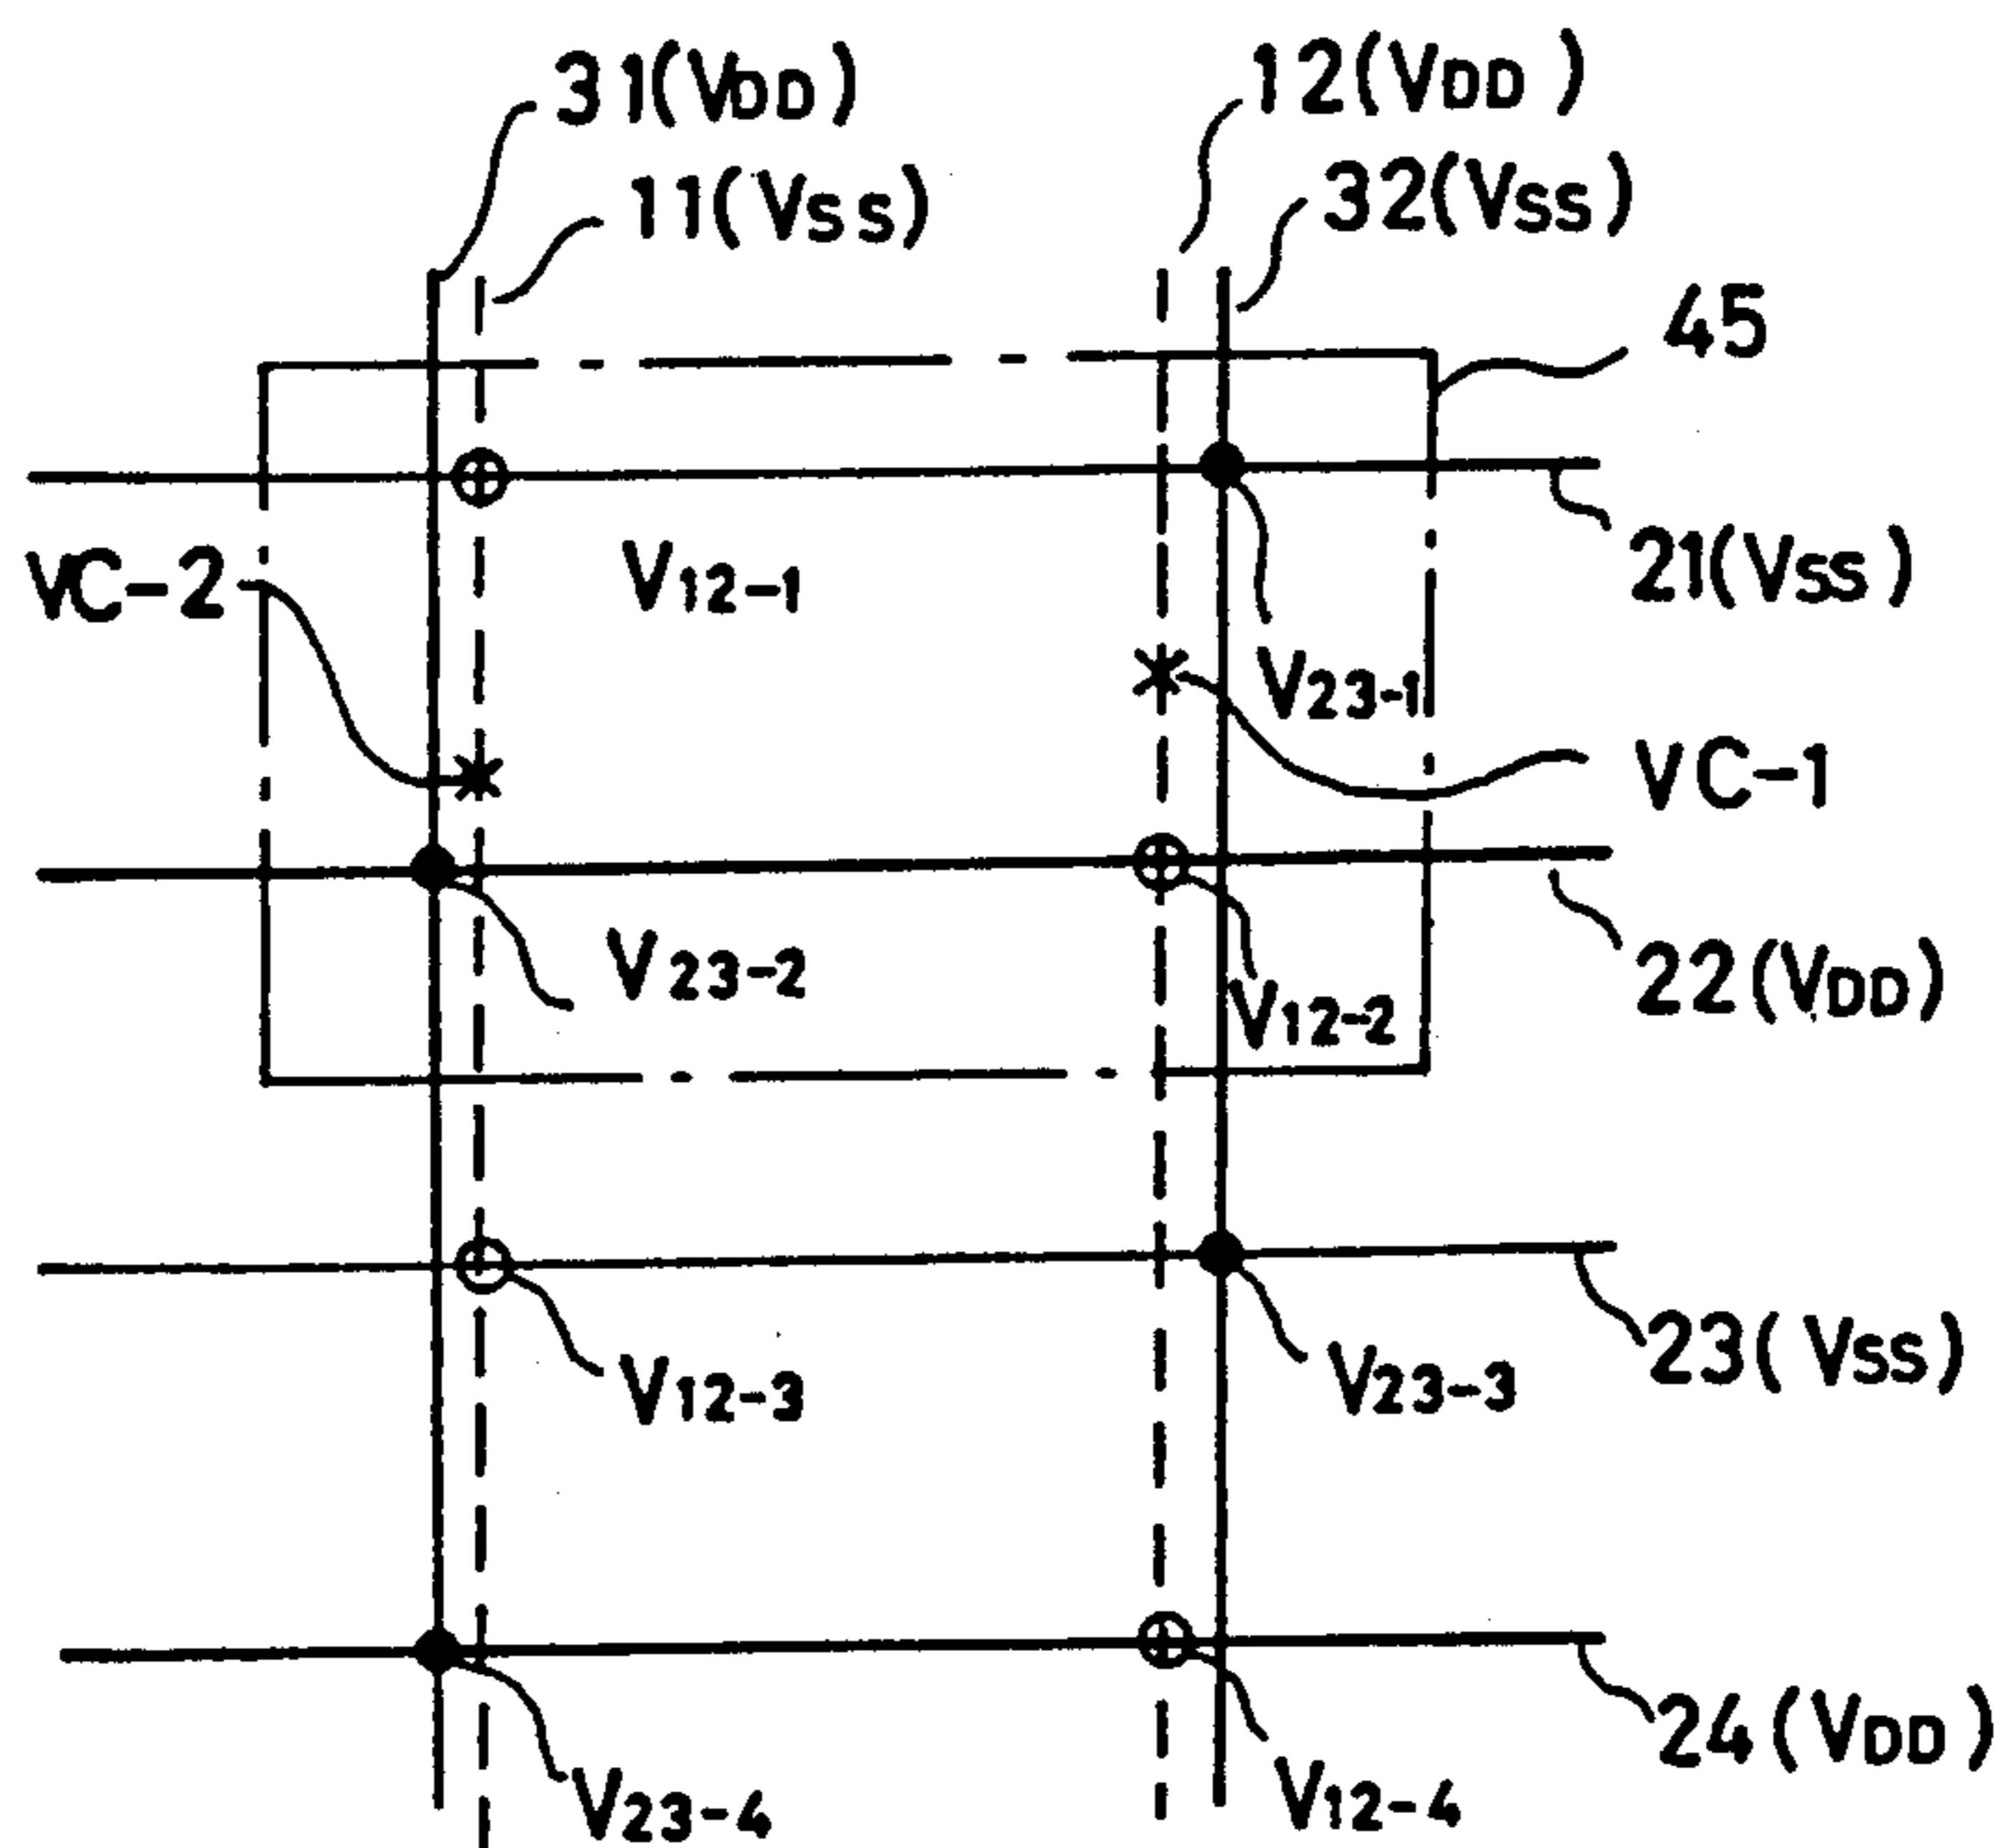 31(VDD)
12(VDD)
11(VSS)
32(VSS)
45
VC-2
V12-1
21(VSS)
V23-1
VC-1
V23-2
V12-2
22(VDD)
V12-3
V23-3
23(VSS)
24(VDD)
V23-4
V12-4